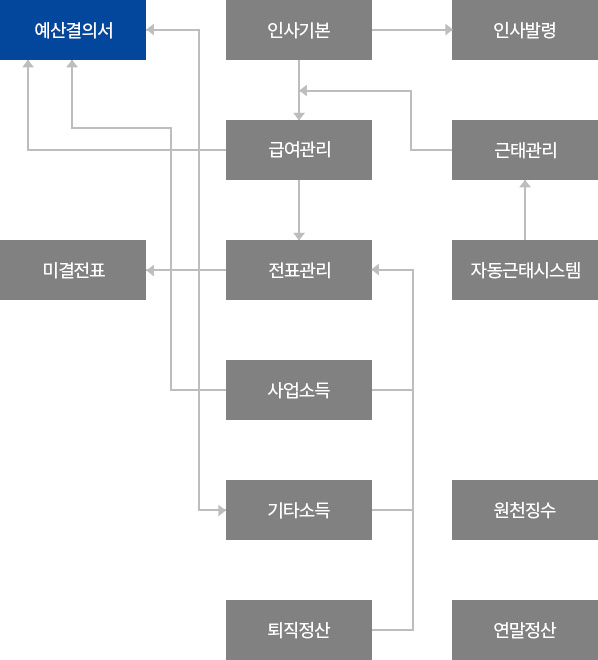 예산결의서
인사기본
인사발령
급여관리
근태관리
미결전표
전표관리
자동근태시스템
사업소득
기타소득
원천징수
퇴직정산
연말정산